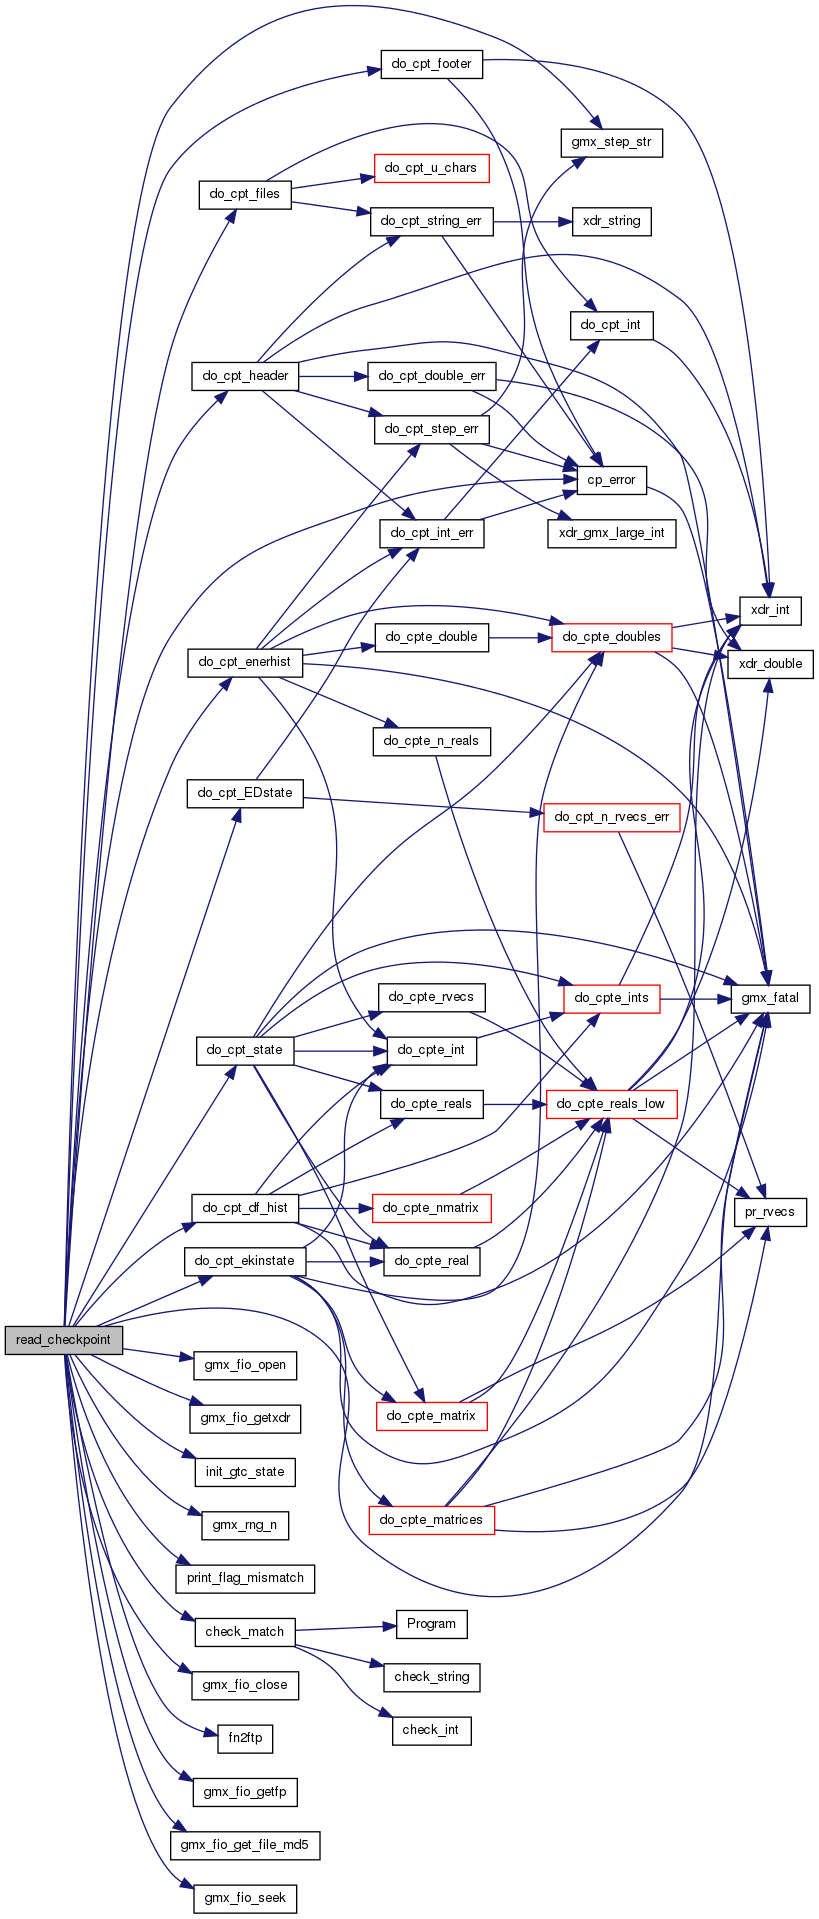 do_cpt_footer
gmx_step_str
do_cpt_u_chars
do_cpt_files
do_cpt_string_err
xdr_string
do_cpt_int
do_cpt_header
do_cpt_double_err
do_cpt_step_err
cp_error
do_cpt_int_err
xdr_gmx_large_int
xdr_int
do_cpte_double
do_cpte_doubles
do_cpt_enerhist
xdr_double
do_cpte_n_reals
do_cpt_EDstate
do_cpt_n_rvecs_err
do_cpte_rvecs
do_cpte_ints
gmx_fatal
do_cpt_state
do_cpte_int
do_cpte_reals
do_cpte_reals_low
do_cpt_df_hist
do_cpte_nmatrix
pr_rvecs
do_cpt_ekinstate
do_cpte_real
read_checkpoint
gmx_fio_open
gmx_fio_getxdr
do_cpte_matrix
init_gtc_state
gmx_rng_n
do_cpte_matrices
print_flag_mismatch
check_match
Program
check_string
gmx_fio_close
check_int
fn2ftp
gmx_fio_getfp
gmx_fio_get_file_md5
gmx_fio_seek